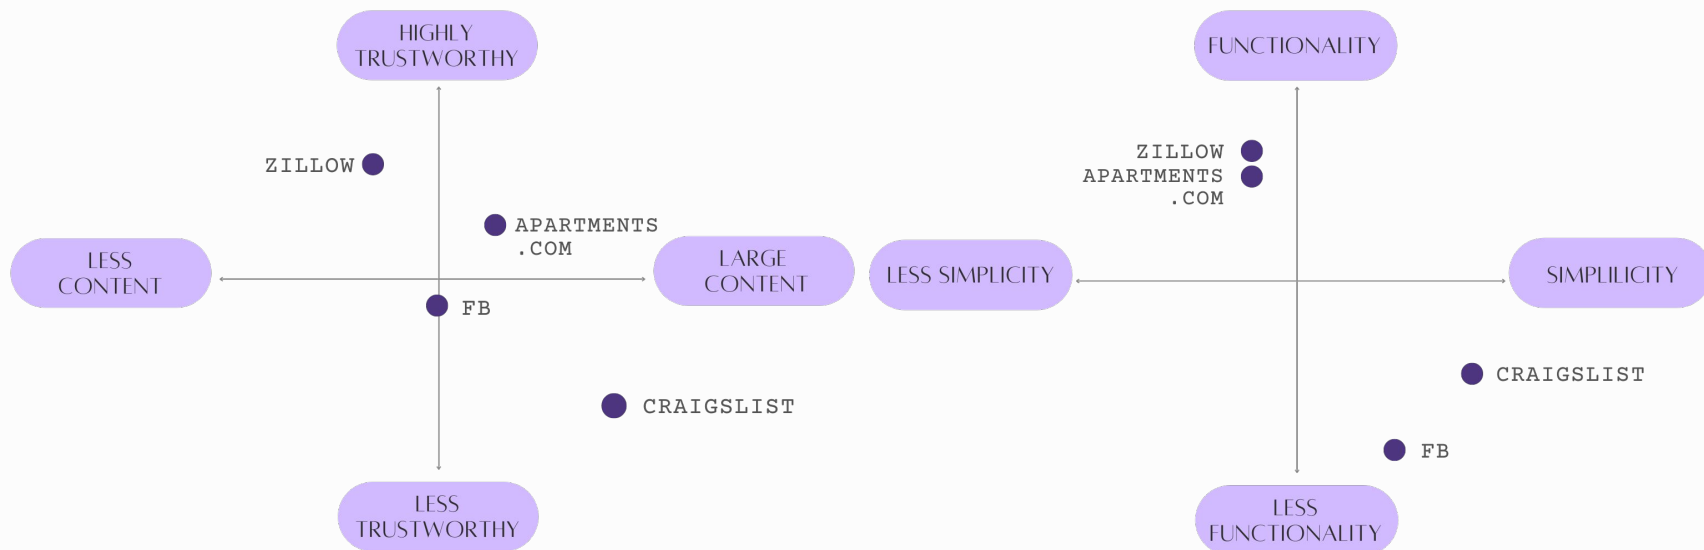 HIGHLY
TRUSTWORTHY
ZILLOW
APARTMENTS
.COM
LESS
CONTENT
LARGE
CONTENT
FB
CRAIGSLIST
LESS
TRUSTWORTHY
FUNCTIONALITY
ZILLOW
APARTMENTS
.COM
LESS SIMPLICITY
SIMPLILICITY
CRAIGSLIST
FB
LESS
FUNCTIONALITY